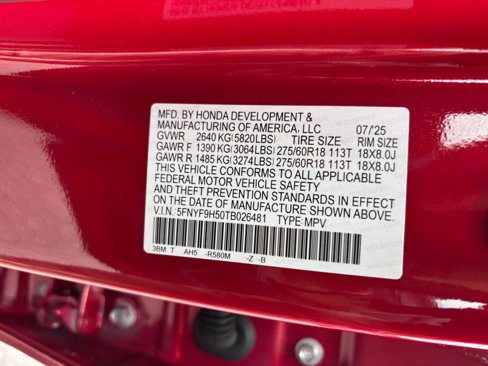 MFD. BY HONDA DEVELOPMENT &
MANUFACTURING OF AMERICA, LLC 07/'25
GVWR 2640 KG(5820LBS) TIRE SIZE RIM SIZE
GAWR F 1390 KG(3064LBS) 275/60R18 113T 18X8.0J
GAWR R 1485 KG(3274LBS) 275/60R18 113T 18X8.0J
THIS VEHICLE CONFORMS TO ALL APPLICABLE
FEDERAL MOTOR VEHICLE SAFETY
AND THEFT PREVENTION STANDARDS IN EFFECT
ON THE DATE OF MANUFACTURE SHOWN ABOVE.
V.I.N. 5FNYF9H50TB026481 TYPE·MPV
3BM T AH5 -R580M -Z -B